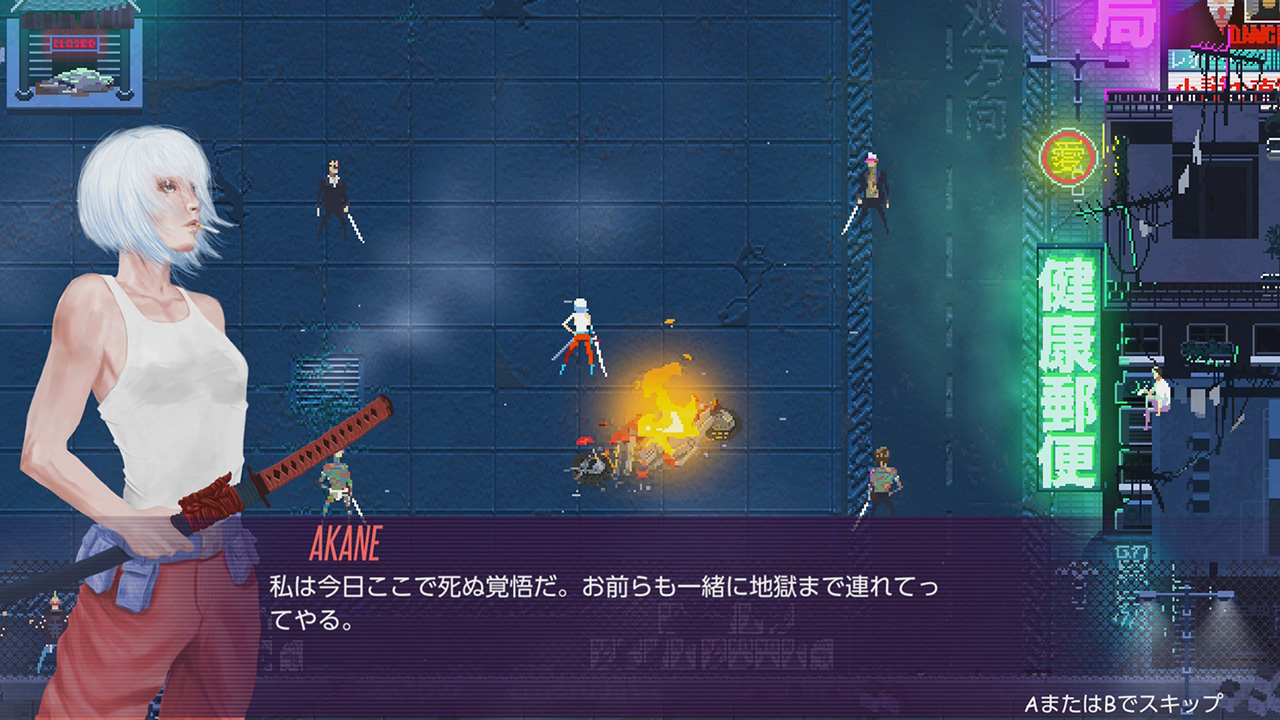 CLOSED
双方向
局
DANG
愛
健康郵便
AKANE
私は今日ここで死ぬ覚悟だ。お前らも一緒に地獄まで連れてっ
てやる。
AまたはBでスキップ